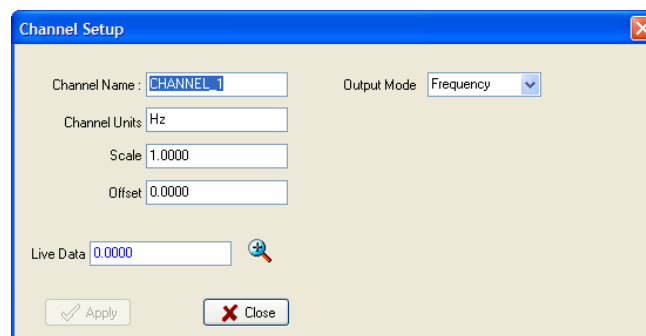 Channel Setup
Channel Name : CHANNEL_1
Output Mode Frequency
Channel Units Hz
Scale 1.0000
Offset 0.0000
Live Data 0.0000
Apply
Close